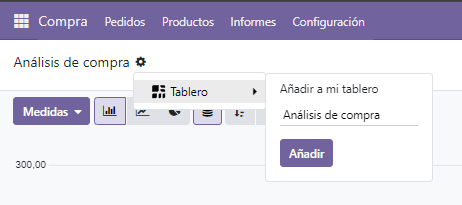 Compra Pedidos Productos Informes Configuración
Análisis de compra
Tablero
Añadir a mi tablero
Análisis de compra
Añadir
Medidas
300,00